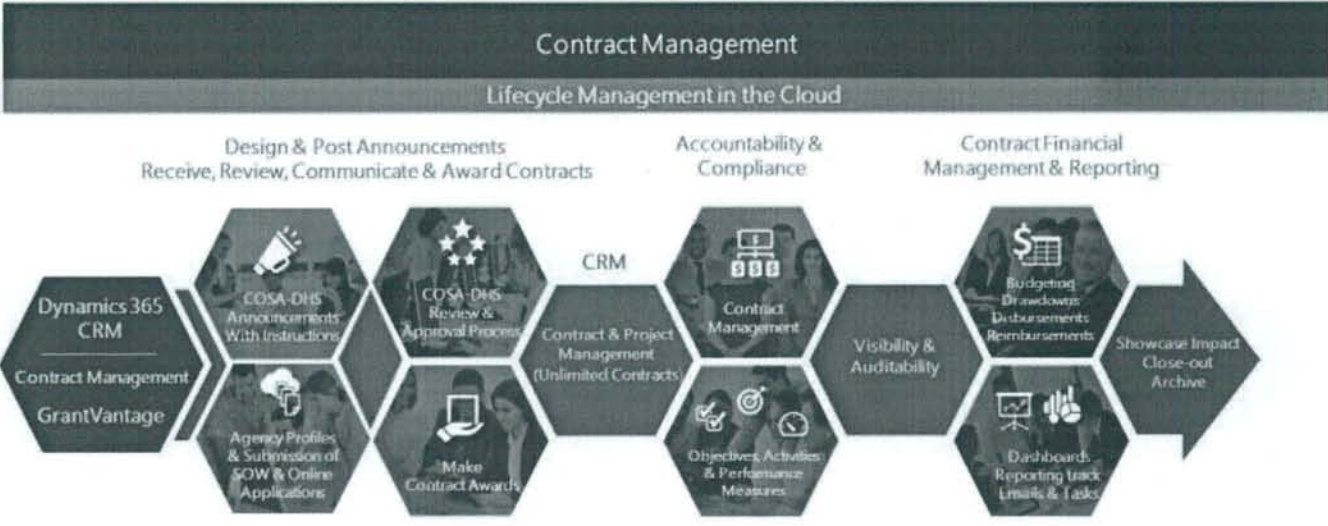 Contract Management
Lifecycle Management in the Cloud
Design & Post Announcements
Receive, Review, Communicate & Award Contracts
Accountability &
Compliance
Contract Financial
Management & Reporting
Dynamics 365
CRM
Contract Management
GrantVantage
COSA-DHS
Announcements
With Instructions
Agency Profiles
& Submission of
SOW & Online
Applications
COSA-DHS
Review &
Approval Process
Make
Contract Awards
CRM
Contract & Project
Management
(Unlimited Contracts)
Contract
Management
Objectives, Activities
& Performance
Measures
Visibility &
Auditability
Budgeting
Drawdowns
Disbursements
Reimbursements
Dashboards
Reporting track
Emails & Tasks
Showcase Impact
Close-out
Archive